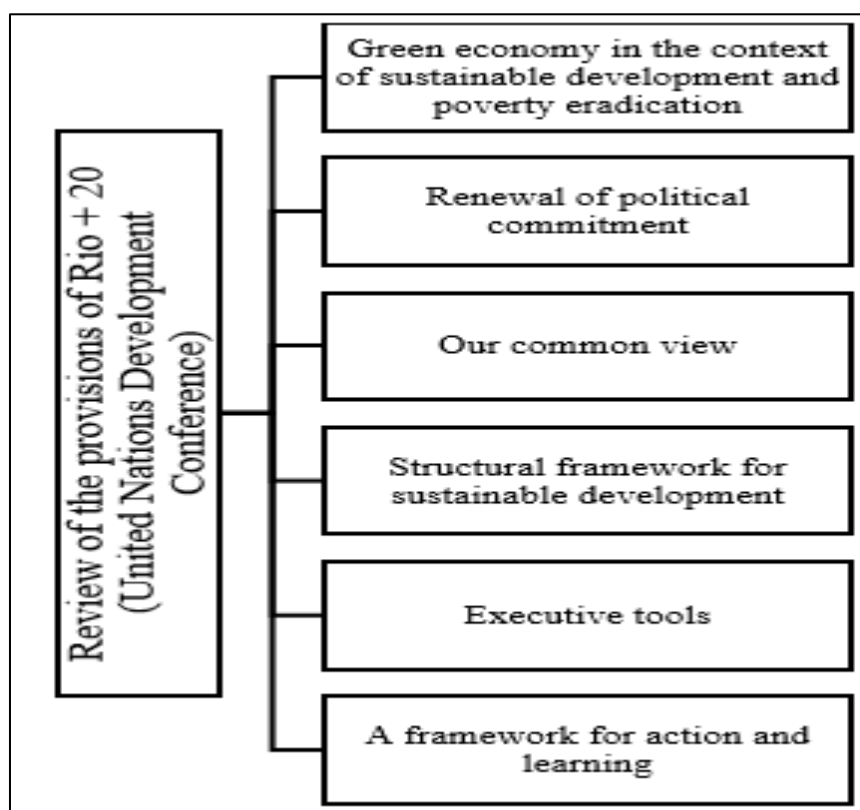 Review of the provisions of Rio + 20
(United Nations Development
Conference)
Green economy in the context
of sustainable development and
poverty eradication
Renewal of political
commitment
Our common view
Structural framework for
sustainable development
Executive tools
A framework for action and
learning